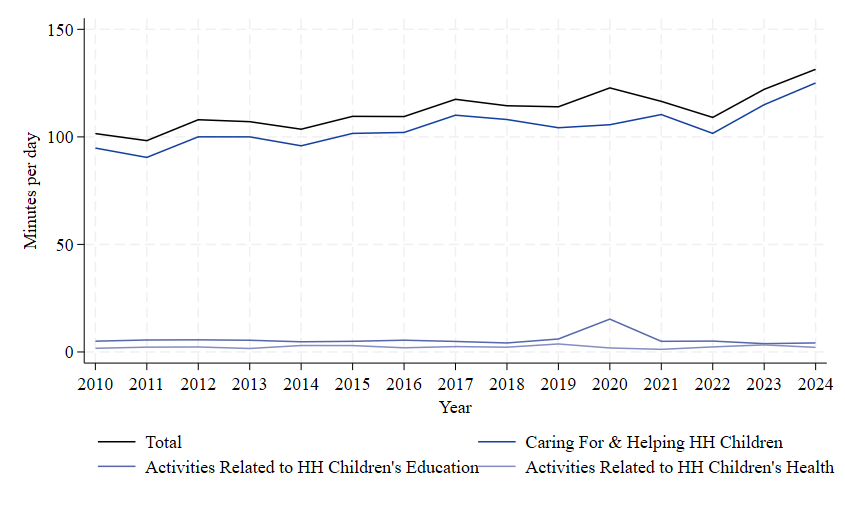 150
100
50
0
Minutes per day
2010 2011 2012 2013 2014 2015 2016 2017 2018 2019 2020 2021 2022 2023 2024
Year
Total
Caring For & Helping HH Children
Activities Related to HH Children's Education
Activities Related to HH Children's Health